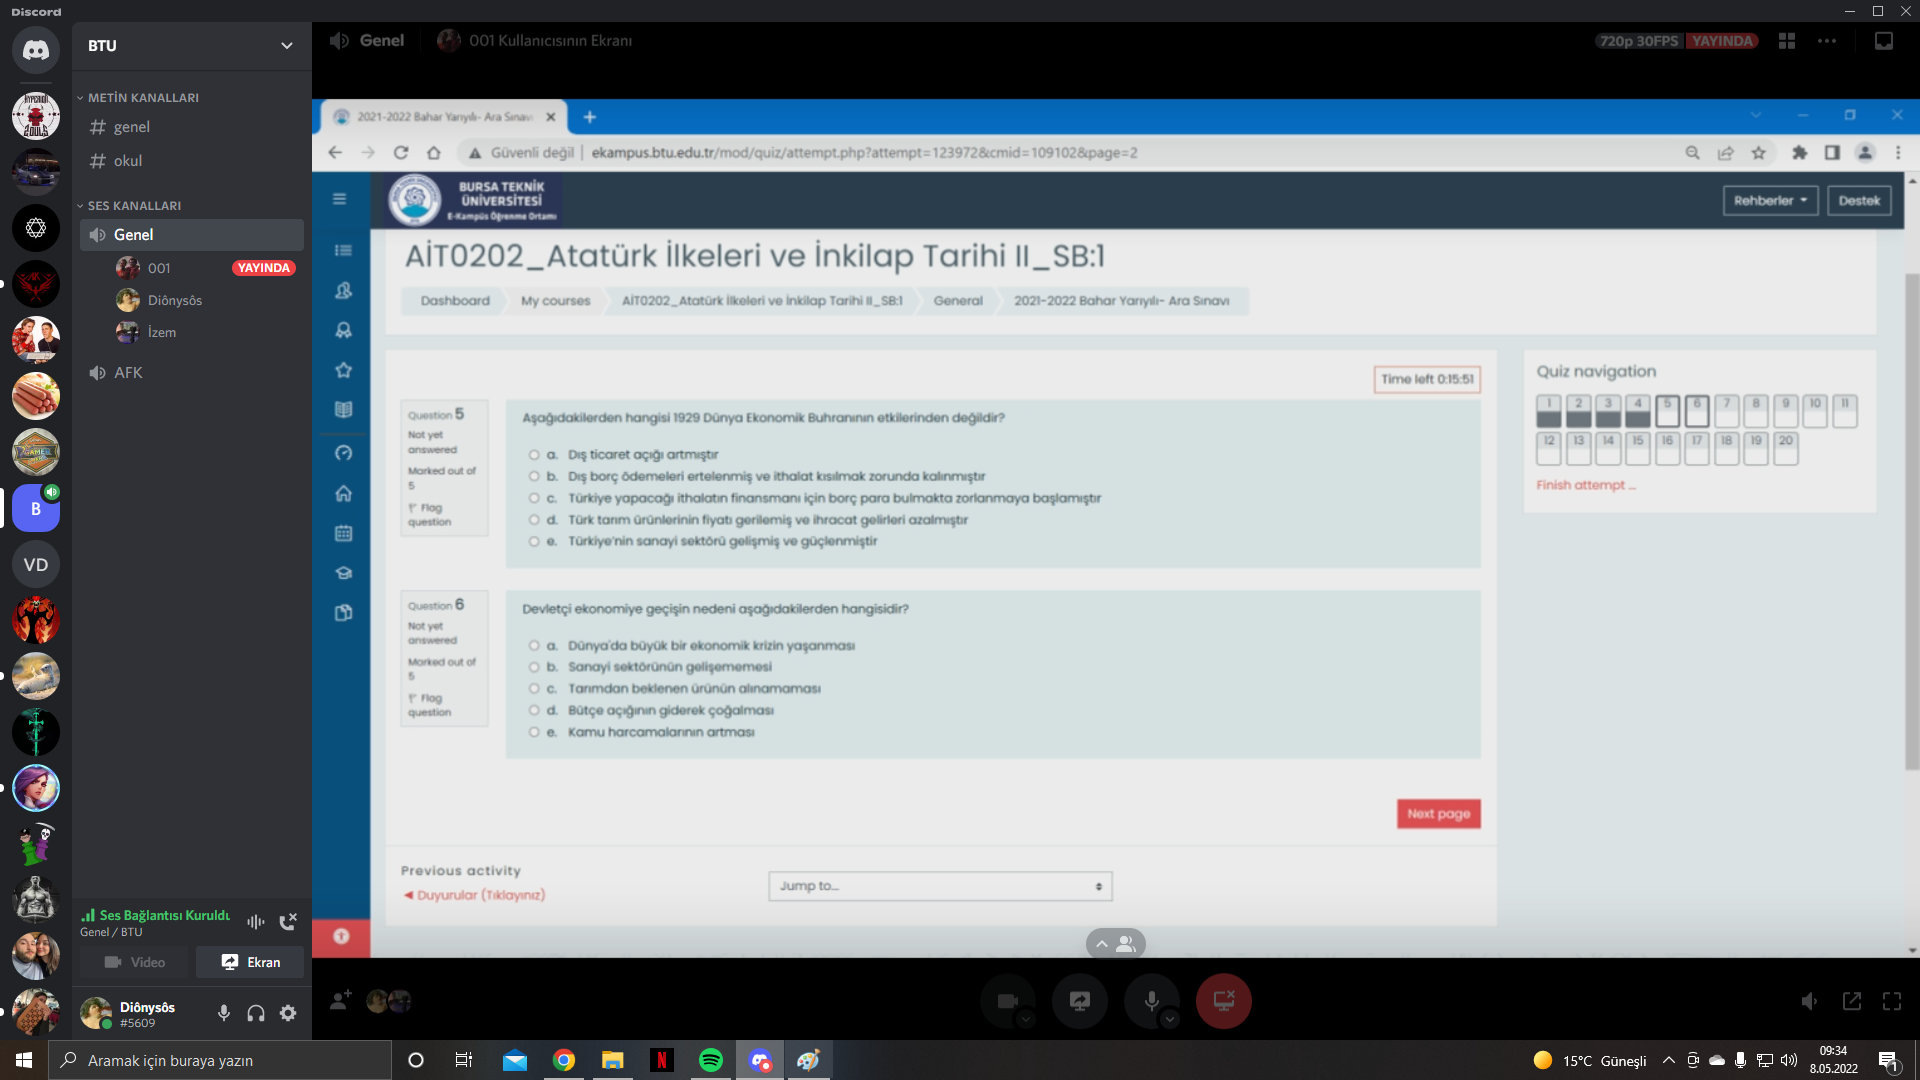 Discord
BTU
METİN KANALLARI
genel
okul
SES KANALLARI
Genel
001
YAYINDA
Diônysôs
İzem
AFK
B
VD
Ses Bağlantısı Kuruldu
Genel / BTU
Video
Ekran
Diônysôs
#5609
Genel
001 Kullanıcısının Ekranı
720p 30FPS
YAYINDA
2021-2022 Bahar Yarıyılı- Ara Sınavı
Güvenli değil
ekampus.btu.edu.tr/mod/quiz/attempt.php?attempt=123972&cmid=109102&page=2
BURSA TEKNİK
ÜNİVERSİTESİ
E-Kampüs Öğrenme Ortamı
Rehberler
Destek
AİT0202_Atatürk İlkeleri ve İnkilap Tarihi II_SB:1
Dashboard
My courses
AİT0202_Atatürk İlkeleri ve İnkilap Tarihi II_SB:1
General
2021-2022 Bahar Yarıyılı- Ara Sınavı
Time left 0:15:51
Question 5
Not yet
answered
Marked out of
5
Flag
question
Aşağıdakilerden hangisi 1929 Dünya Ekonomik Buhranının etkilerinden değildir?
a. Dış ticaret açığı artmıştır
b. Dış borç ödemeleri ertelenmiş ve ithalat kısılmak zorunda kalınmıştır
c. Türkiye yapacağı ithalatın finansmanı için borç para bulmakta zorlanmaya başlamıştır
d. Türk tarım ürünlerinin fiyatı gerilemiş ve ihracat gelirleri azalmıştır
e. Türkiye'nin sanayi sektörü gelişmiş ve güçlenmiştir
Question 6
Not yet
answered
Marked out of
5
Flag
question
Devletçi ekonomiye geçişin nedeni aşağıdakilerden hangisidir?
a. Dünya'da büyük bir ekonomik krizin yaşanması
b. Sanayi sektörünün gelişememesi
c. Tarımdan beklenen ürünün alınamaması
d. Bütçe açığının giderek çoğalması
e. Kamu harcamalarının artması
Next page
Quiz navigation
1 2 3 4 5 6 7 8 9 10 11
12 13 14 15 16 17 18 19 20
Finish attempt ...
Previous activity
◄ Duyurular (Tıklayınız)
Jump to...
Aramak için buraya yazın
15°C Güneşli
09:34
8.05.2022
1